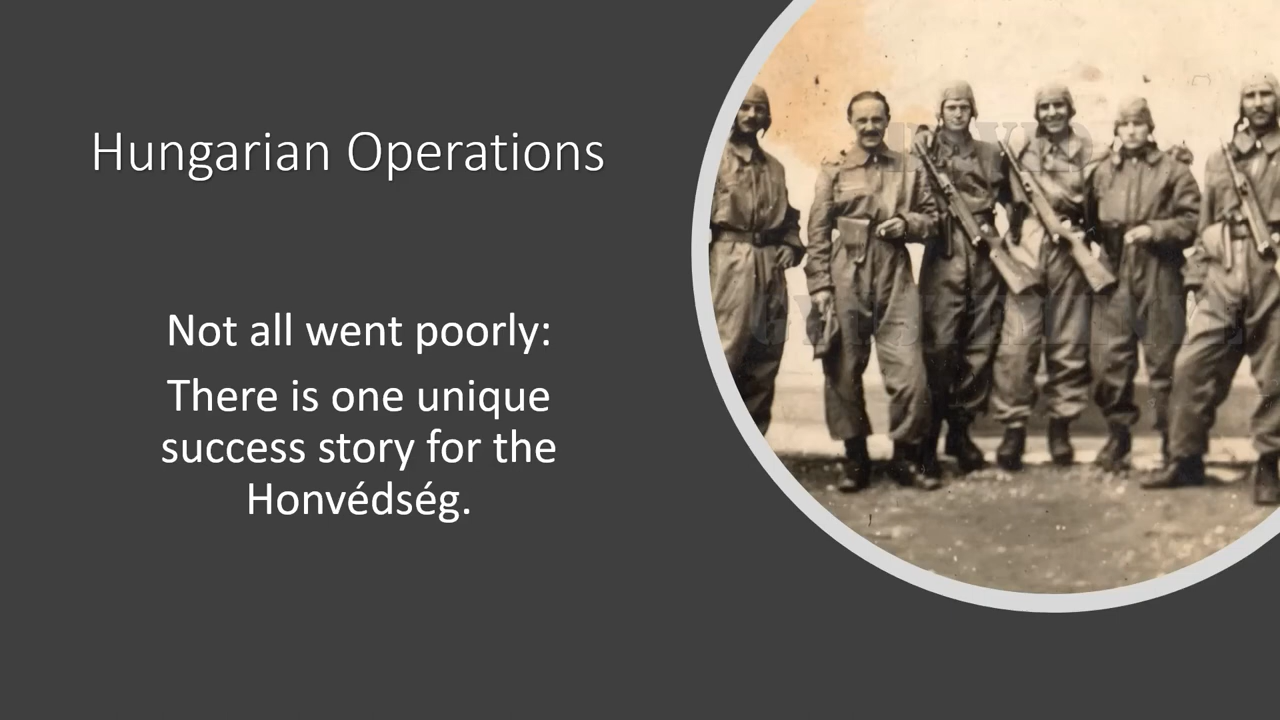 Hungarian Operations
Not all went poorly:
There is one unique
success story for the
Honvédség.